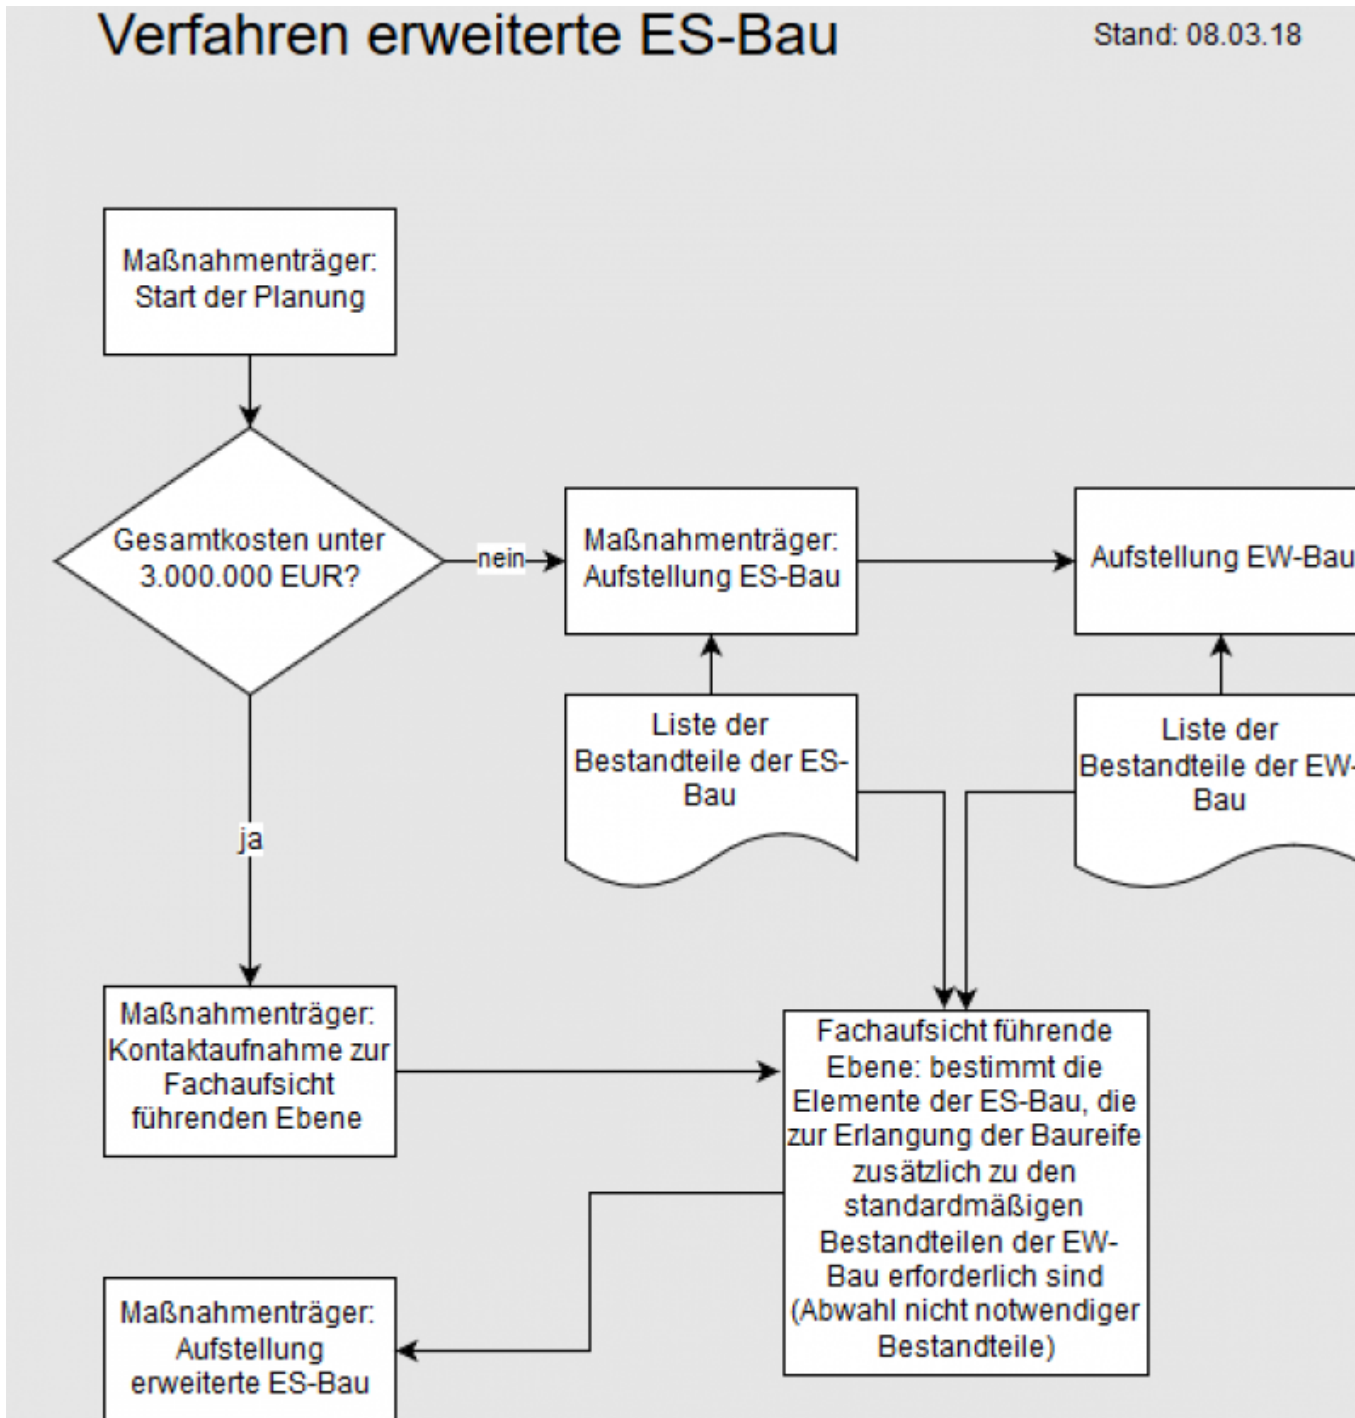 Verfahren erweiterte ES-Bau
Stand: 08.03.18
Maßnahmenträger:
Start der Planung
Gesamtkosten unter
3.000.000 EUR?
nein
Maßnahmenträger:
Aufstellung ES-Bau
Aufstellung EW-Bau
Liste der
Bestandteile der ES-
Bau
Liste der
Bestandteile der EW-
Bau
ja
Maßnahmenträger:
Kontaktaufnahme zur
Fachaufsicht
führenden Ebene
Fachaufsicht führende
Ebene: bestimmt die
Elemente der ES-Bau, die
zur Erlangung der Baureife
zusätzlich zu den
standardmäßigen
Bestandteilen der EW-
Bau erforderlich sind
(Abwahl nicht notwendiger
Bestandteile)
Maßnahmenträger:
Aufstellung
erweiterte ES-Bau